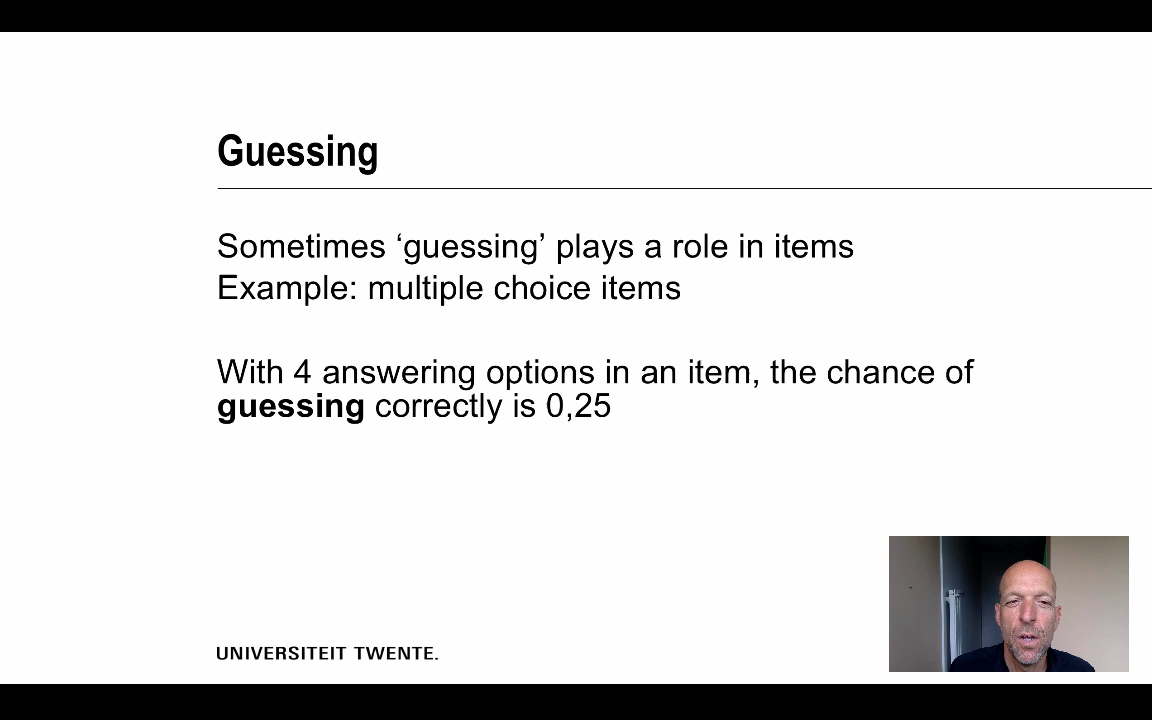 Guessing
Sometimes ‘guessing’ plays a role in items
Example: multiple choice items
With 4 answering options in an item, the chance of
guessing correctly is 0,25
UNIVERSITEIT TWENTE.